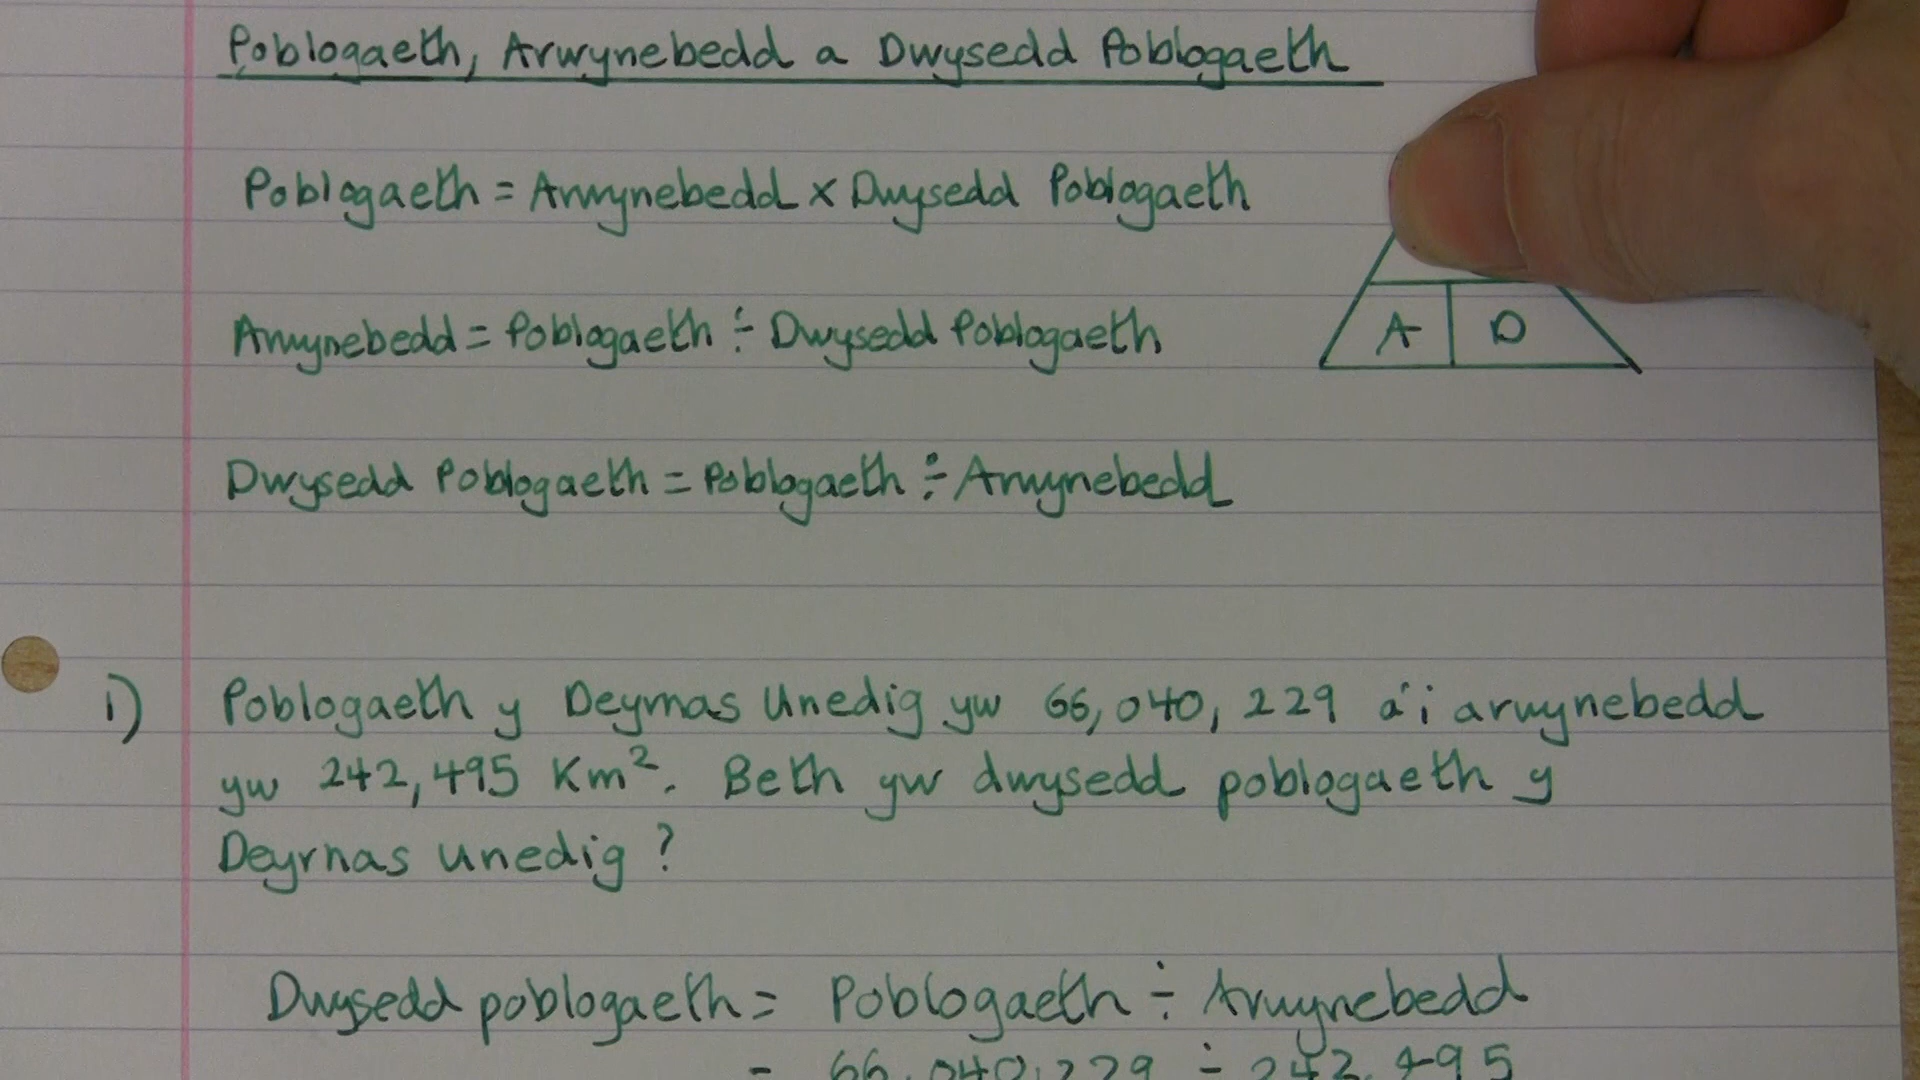 Poblogaeth, Arwynebedd a Dwysedd Poblogaeth
Poblogaeth = Arwynebedd × Dwysedd Poblogaeth
Arwynebedd = Poblogaeth ÷ Dwysedd Poblogaeth
A D
Dwysedd Poblogaeth = Poblogaeth ÷ Arwynebedd
1) Poblogaeth y Deyrnas Unedig yw 66,040,229 a'i arwynebedd
yw 242,495 Km². Beth yw dwysedd poblogaeth y
Deyrnas Unedig?
Dwysedd poblogaeth = Poblogaeth ÷ Arwynebedd
= 66,040,229 ÷ 242,495